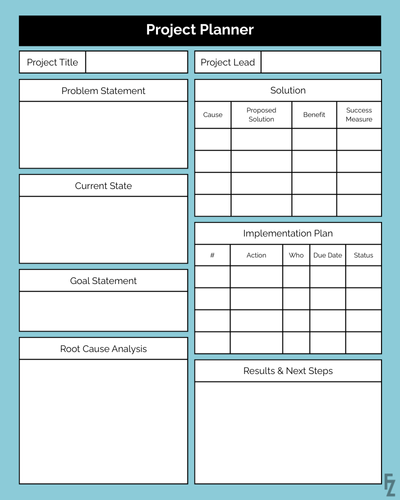 Project Planner
Project Title
Project Lead
Problem Statement
Current State
Goal Statement
Root Cause Analysis
Solution
Cause
Proposed
Solution
Benefit
Success
Measure
Implementation Plan
#
Action
Who
Due Date
Status
Results & Next Steps
FZ